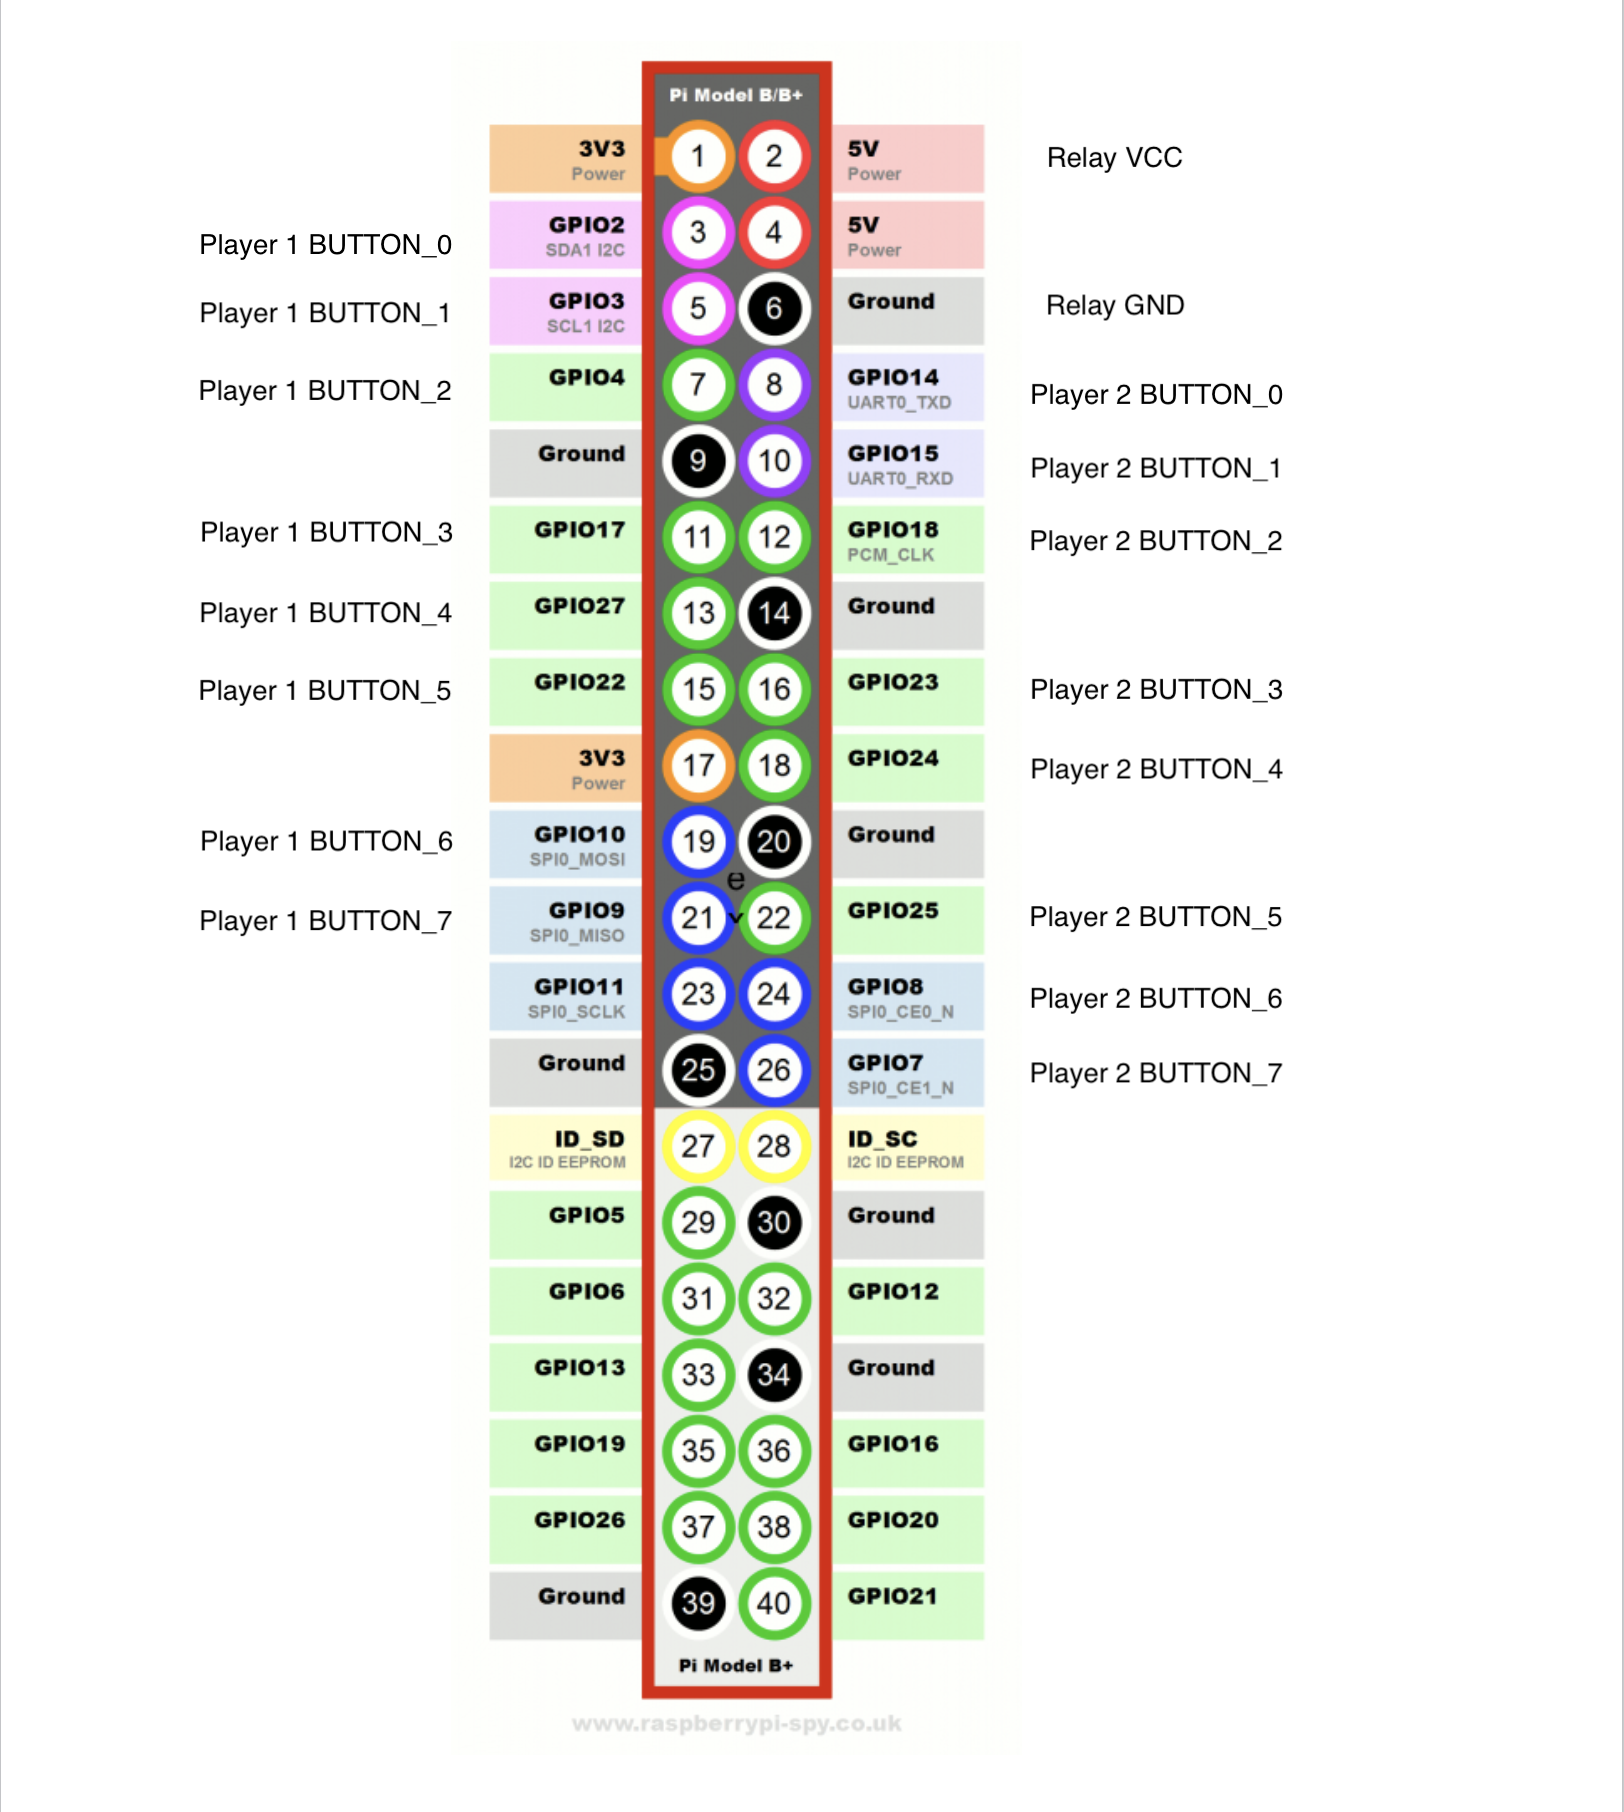 Pi Model B/B+
3V3
Power
1
2
5V
Power
Relay VCC
Player 1 BUTTON_0
GPIO2
SDA1 I2C
3
4
5V
Power
Player 1 BUTTON_1
GPIO3
SCL1 I2C
5
6
Ground
Relay GND
Player 1 BUTTON_2
GPIO4
7
8
GPIO14
UART0_TXD
Player 2 BUTTON_0
Ground
9
10
GPIO15
UART0_RXD
Player 2 BUTTON_1
Player 1 BUTTON_3
GPIO17
11
12
GPIO18
PCM_CLK
Player 2 BUTTON_2
Player 1 BUTTON_4
GPIO27
13
14
Ground
Player 1 BUTTON_5
GPIO22
15
16
GPIO23
Player 2 BUTTON_3
3V3
Power
17
18
GPIO24
Player 2 BUTTON_4
Player 1 BUTTON_6
GPIO10
SPI0_MOSI
19
20
Ground
e
Player 1 BUTTON_7
GPIO9
SPI0_MISO
21
v
22
GPIO25
Player 2 BUTTON_5
GPIO11
SPI0_SCLK
23
24
GPIO8
SPI0_CE0_N
Player 2 BUTTON_6
Ground
25
26
GPIO7
SPI0_CE1_N
Player 2 BUTTON_7
ID_SD
I2C ID EEPROM
27
28
ID_SC
I2C ID EEPROM
GPIO5
29
30
Ground
GPIO6
31
32
GPIO12
GPIO13
33
34
Ground
GPIO19
35
36
GPIO16
GPIO26
37
38
GPIO20
Ground
39
40
GPIO21
Pi Model B+
www.raspberrypi-spy.co.uk